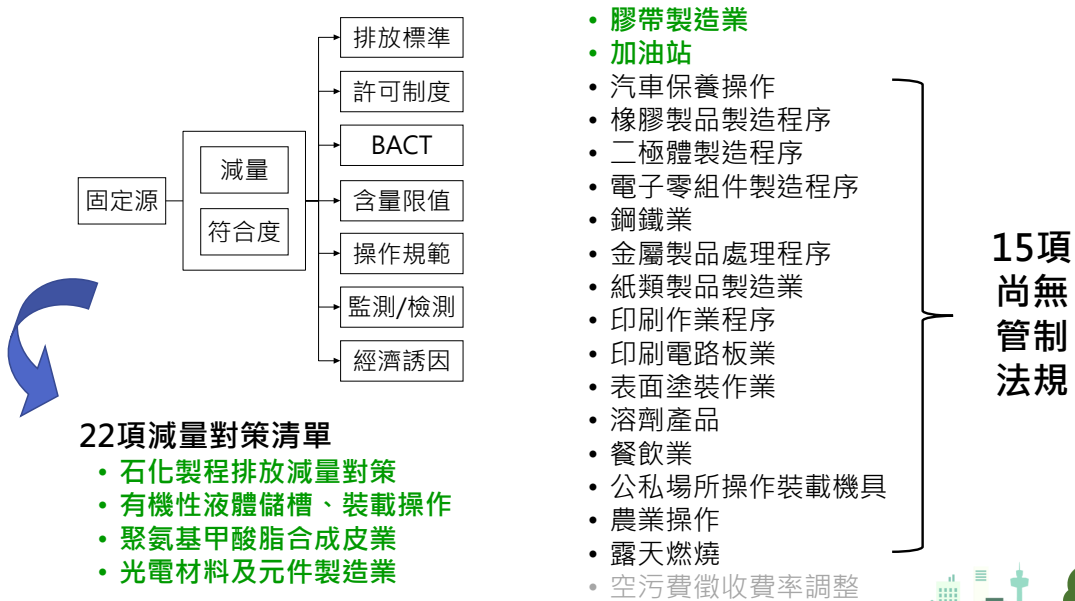 固定源
減量
符合度
排放標準
許可制度
BACT
含量限值
操作規範
監測/檢測
經濟誘因
22項減量對策清單
• 石化製程排放減量對策
• 有機性液體儲槽、裝載操作
• 聚氨基甲酸脂合成皮業
• 光電材料及元件製造業
• 膠帶製造業
• 加油站
• 汽車保養操作
• 橡膠製品製造程序
• 二極體製造程序
• 電子零組件製造程序
• 鋼鐵業
• 金屬製品處理程序
• 紙類製品製造業
• 印刷作業程序
• 印刷電路板業
• 表面塗裝作業
• 溶劑產品
• 餐飲業
• 公私場所操作裝載機具
• 農業操作
• 露天燃燒
• 空污費徵收費率調整
15項
尚無
管制
法規